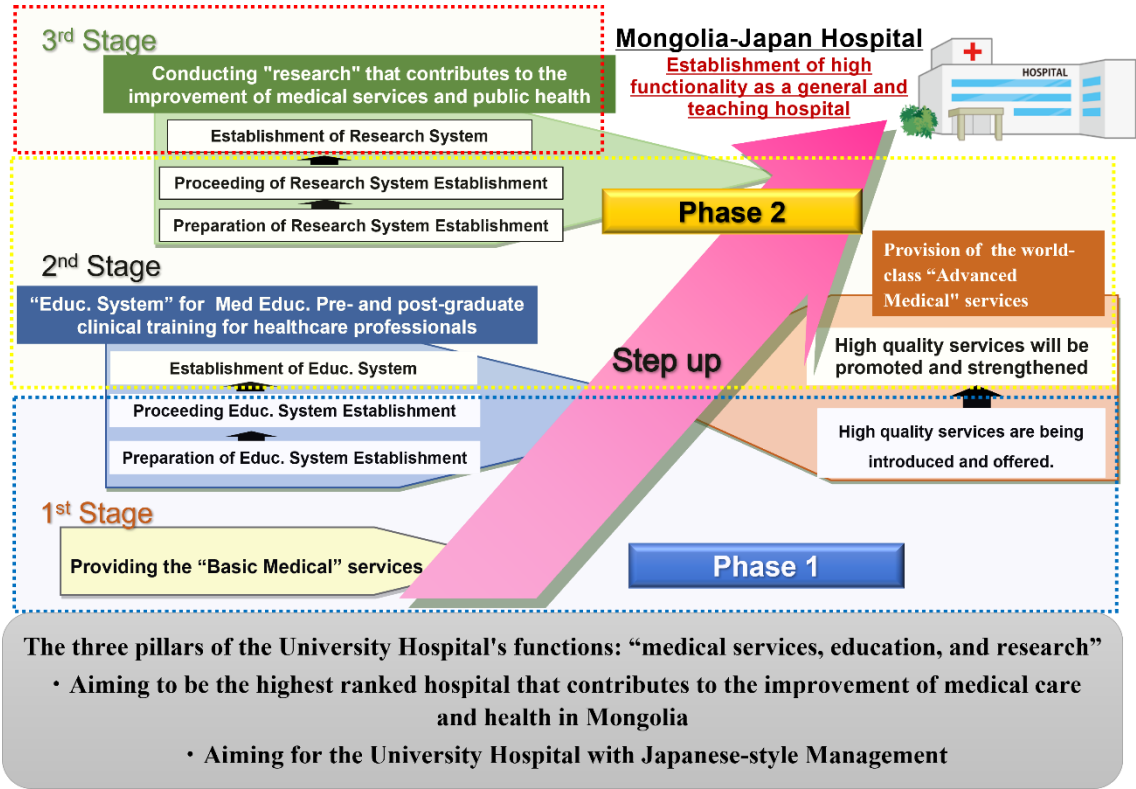 3rd Stage
Conducting "research" that contributes to the
improvement of medical services and public health
Establishment of Research System
Proceeding of Research System Establishment
Preparation of Research System Establishment
Mongolia-Japan Hospital
Establishment of high
functionality as a general and
teaching hospital
HOSPITAL
Phase 2
2nd Stage
“Educ. System” for Med Educ. Pre- and post-graduate
clinical training for healthcare professionals
Establishment of Educ. System
Proceeding Educ. System Establishment
Preparation of Educ. System Establishment
Step up
Provision of the world-
class “Advanced
Medical" services
High quality services will be
promoted and strengthened
High quality services are being
introduced and offered.
1st Stage
Providing the “Basic Medical” services
Phase 1
The three pillars of the University Hospital's functions: “medical services, education, and research”
・Aiming to be the highest ranked hospital that contributes to the improvement of medical care
and health in Mongolia
・Aiming for the University Hospital with Japanese-style Management